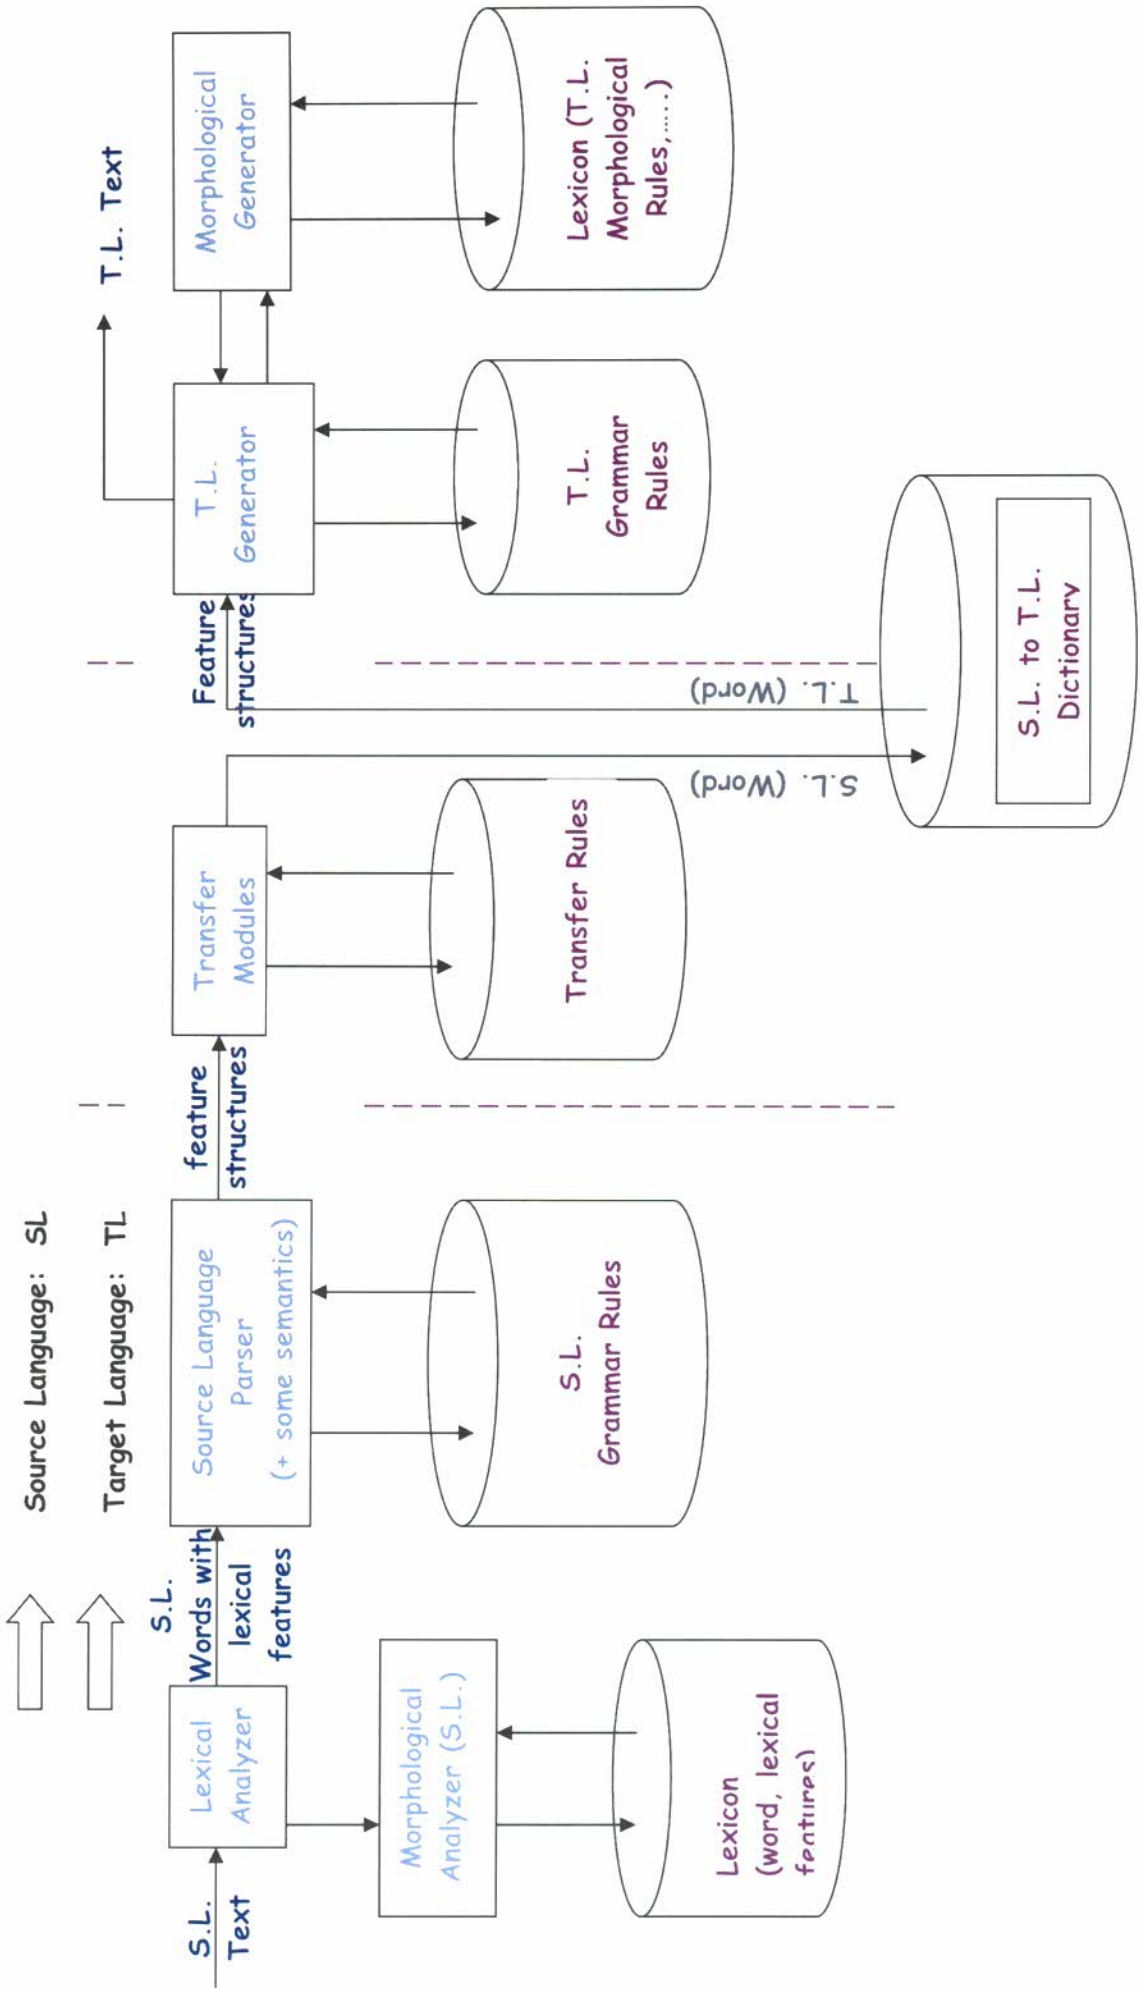 Source Language: SL
Target Language: TL
S.L.
Text
Lexical
Analyzer
S.L.
Words with
lexical
features
Morphological
Analyzer (S.L.)
Lexicon
(word, lexical
features)
Source Language
Parser
(+ some semantics)
S.L.
Grammar Rules
feature
structures
Transfer
Modules
Transfer Rules
S.L. (Word)
T.L. (Word)
S.L. to T.L.
Dictionary
Feature
structures
T.L.
Generator
T.L.
Grammar
Rules
T.L. Text
Morphological
Generator
Lexicon (T.L.
Morphological
Rules,.....)